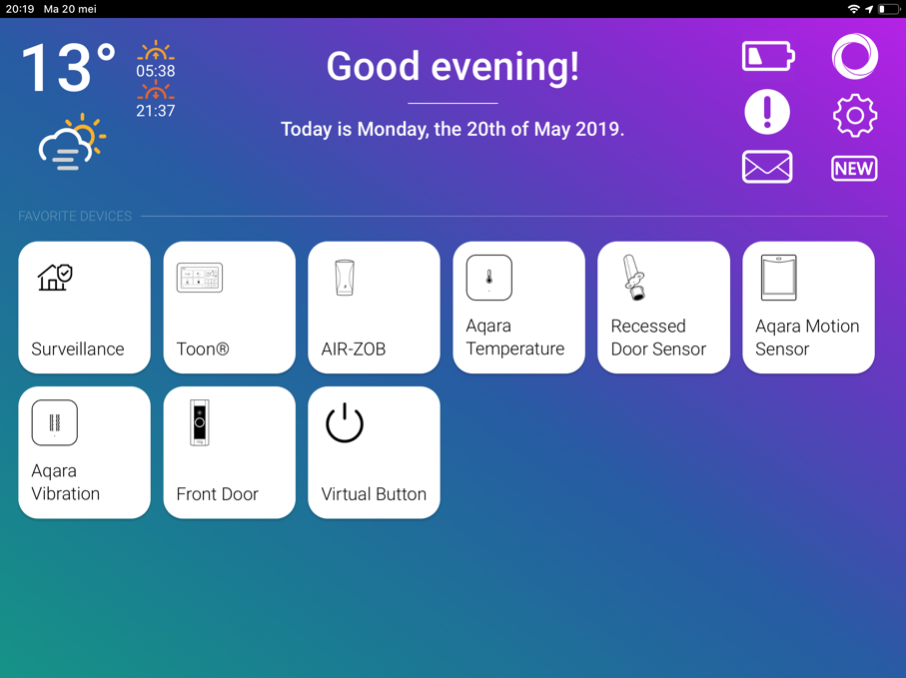 20:19 Ma 20 mei
13°
05:38
21:37
Good evening!
Today is Monday, the 20th of May 2019.
NEW
FAVORITE DEVICES
Surveillance
Toon®
AIR-ZOB
Aqara
Temperature
Recessed
Door Sensor
Aqara Motion
Sensor
Aqara
Vibration
Front Door
Virtual Button